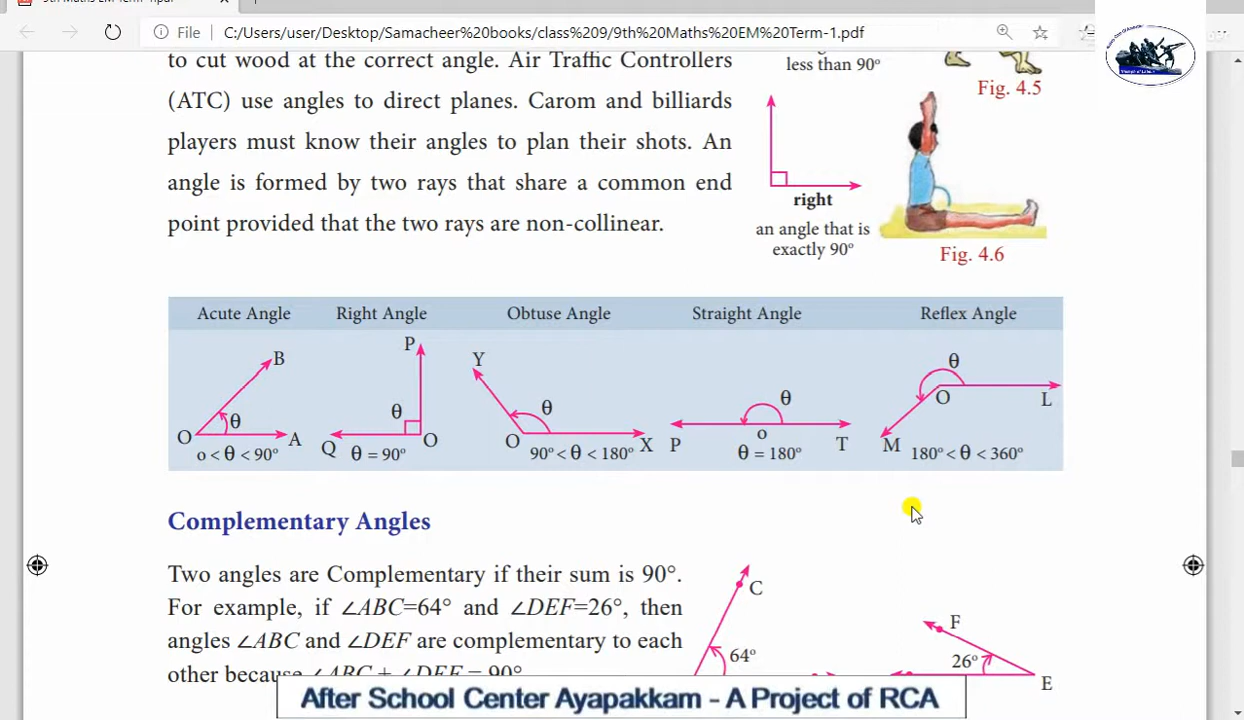 File C:/Users/user/Desktop/Samacheer%20books/class%209/9th%20Maths%20EM%20Term-1.pdf
to cut wood at the correct angle. Air Traffic Controllers
(ATC) use angles to direct planes. Carom and billiards
players must know their angles to plan their shots. An
angle is formed by two rays that share a common end
point provided that the two rays are non-collinear.
less than 90°
Fig. 4.5
right
an angle that is
exactly 90°
Fig. 4.6
Acute Angle Right Angle Obtuse Angle Straight Angle Reflex Angle
B
O θ A
o < θ < 90°
P
θ
Q O
θ = 90°
Y
θ
O X
90° < θ < 180°
θ
P o T
θ = 180°
θ
O L
M
180° < θ < 360°
Complementary Angles
Two angles are Complementary if their sum is 90°.
For example, if ∠ABC=64° and ∠DEF=26°, then
angles ∠ABC and ∠DEF are complementary to each
other because ∠ABC + ∠DEF = 90°
C
64°
F
26°
E
After School Center Ayapakkam - A Project of RCA